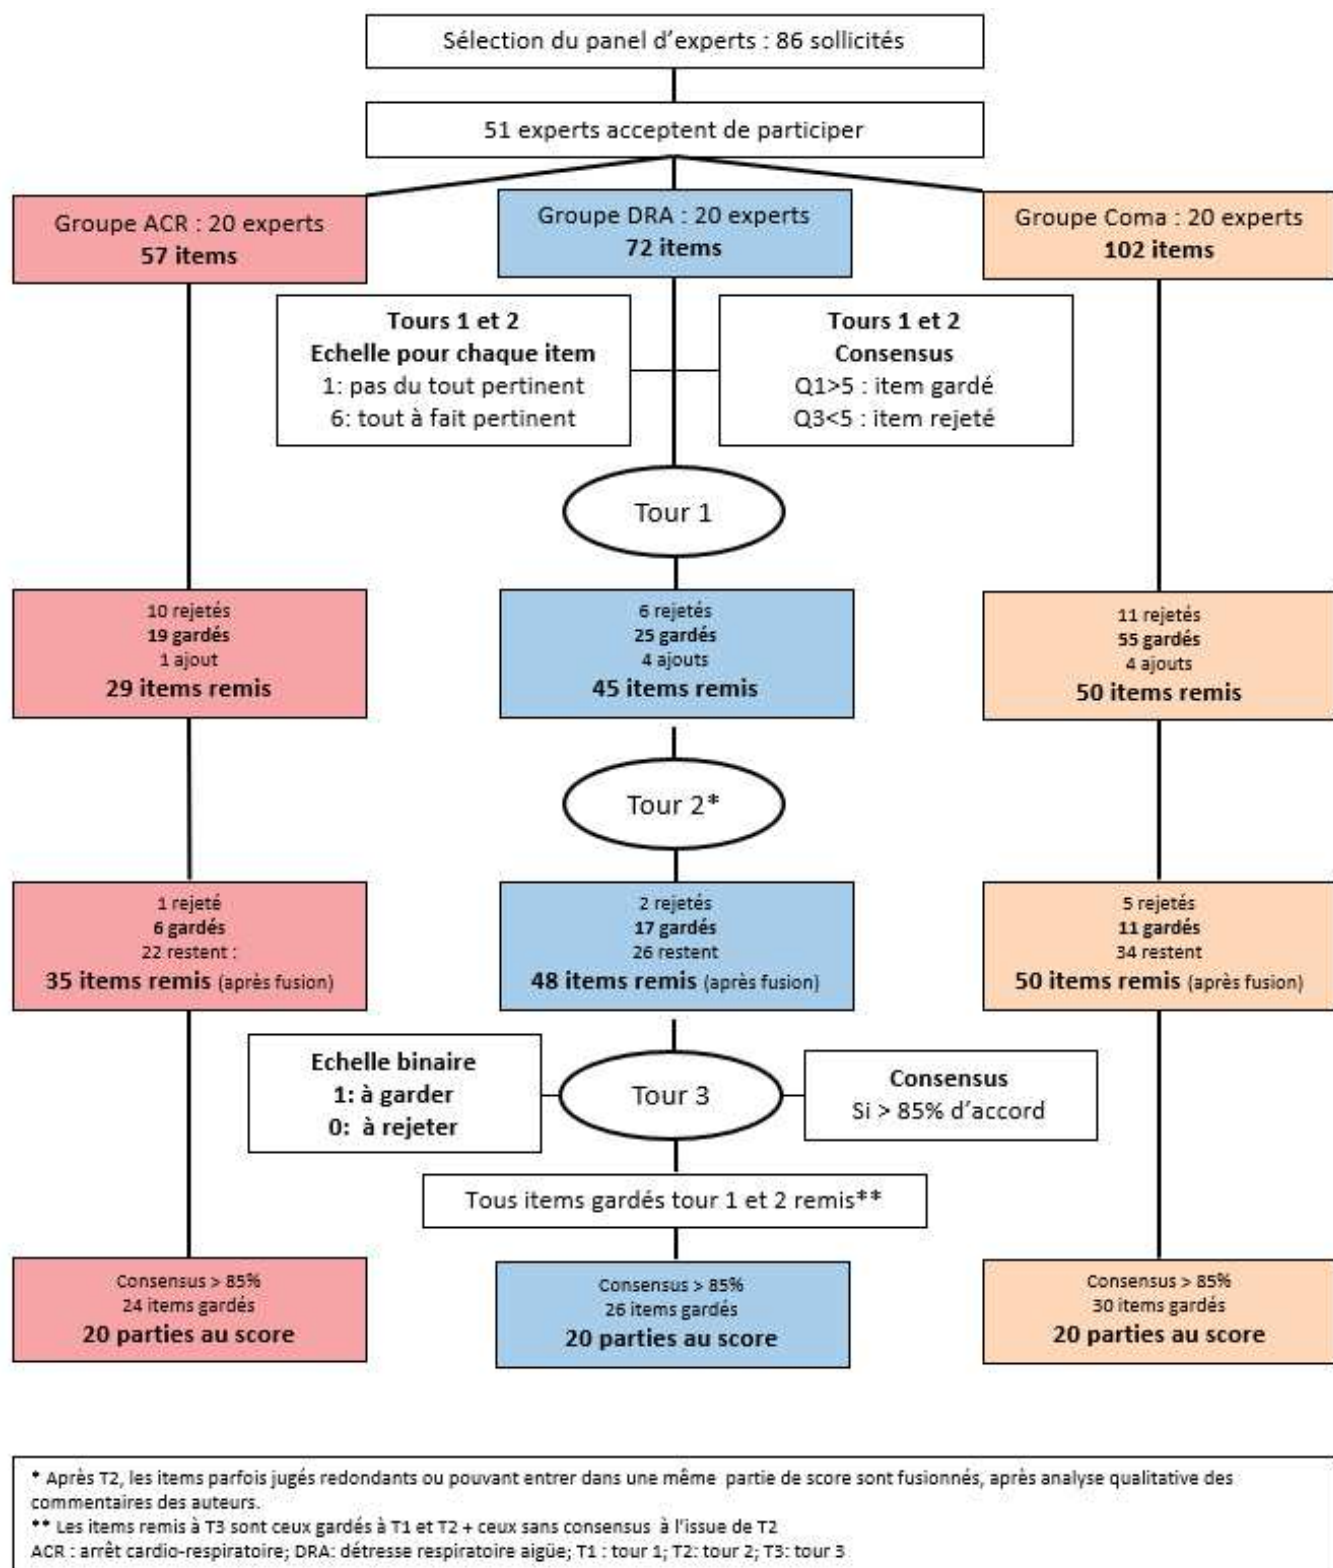 Sélection du panel d'experts : 86 sollicités
51 experts acceptent de participer
Groupe ACR : 20 experts
57 items
Groupe DRA : 20 experts
72 items
Groupe Coma : 20 experts
102 items
Tours 1 et 2
Echelle pour chaque item
1: pas du tout pertinent
6: tout à fait pertinent
Tours 1 et 2
Consensus
Q1>5 : item gardé
Q3<5 : item rejeté
Tour 1
10 rejetés
19 gardés
1 ajout
29 items remis
6 rejetés
25 gardés
4 ajouts
45 items remis
11 rejetés
55 gardés
4 ajouts
50 items remis
Tour 2*
1 rejeté
6 gardés
22 restent :
35 items remis (après fusion)
2 rejetés
17 gardés
26 restent
48 items remis (après fusion)
5 rejetés
11 gardés
34 restent
50 items remis (après fusion)
Echelle binaire
1: à garder
0: à rejeter
Tour 3
Consensus
Si > 85% d'accord
Tous items gardés tour 1 et 2 remis**
Consensus > 85%
24 items gardés
20 parties au score
Consensus > 85%
26 items gardés
20 parties au score
Consensus > 85%
30 items gardés
20 parties au score
* Après T2, les items parfois jugés redondants ou pouvant entrer dans une même partie de score sont fusionnés, après analyse qualitative des
commentaires des auteurs.
** Les items remis à T3 sont ceux gardés à T1 et T2 + ceux sans consensus à l'issue de T2
ACR : arrêt cardio-respiratoire; DRA: détresse respiratoire aigüe; T1 : tour 1; T2: tour 2; T3: tour 3